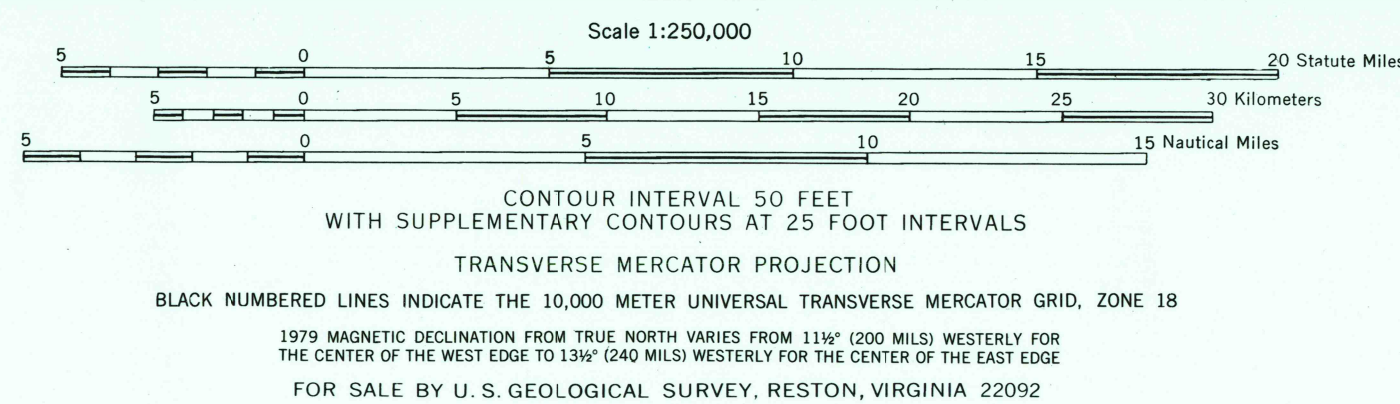 Scale 1:250,000
5 0 5 10 15 20 Statute Miles
5 0 5 10 15 20 25 30 Kilometers
5 0 5 10 15 Nautical Miles
CONTOUR INTERVAL 50 FEET
WITH SUPPLEMENTARY CONTOURS AT 25 FOOT INTERVALS
TRANSVERSE MERCATOR PROJECTION
BLACK NUMBERED LINES INDICATE THE 10,000 METER UNIVERSAL TRANSVERSE MERCATOR GRID, ZONE 18
1979 MAGNETIC DECLINATION FROM TRUE NORTH VARIES FROM 11½° (200 MILS) WESTERLY FOR
THE CENTER OF THE WEST EDGE TO 13½° (240 MILS) WESTERLY FOR THE CENTER OF THE EAST EDGE
FOR SALE BY U. S. GEOLOGICAL SURVEY, RESTON, VIRGINIA 22092